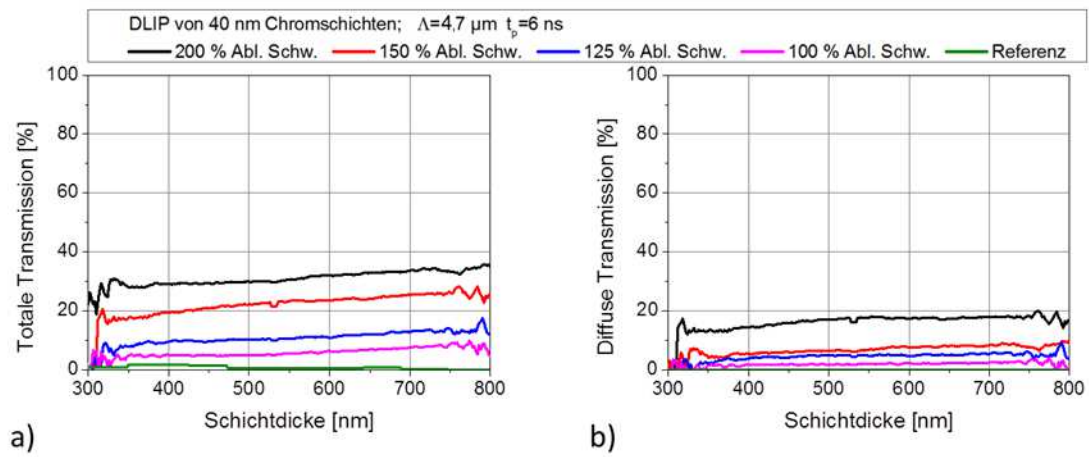 DLIP von 40 nm Chromschichten; Λ=4,7 µm tp=6 ns
200 % Abl. Schw. 150 % Abl. Schw. 125 % Abl. Schw. 100 % Abl. Schw. Referenz
Totale Transmission [%]
100
80
60
40
20
0
300 400 500 600 700 800
Schichtdicke [nm]
a)
Diffuse Transmission [%]
100
80
60
40
20
0
300 400 500 600 700 800
Schichtdicke [nm]
b)